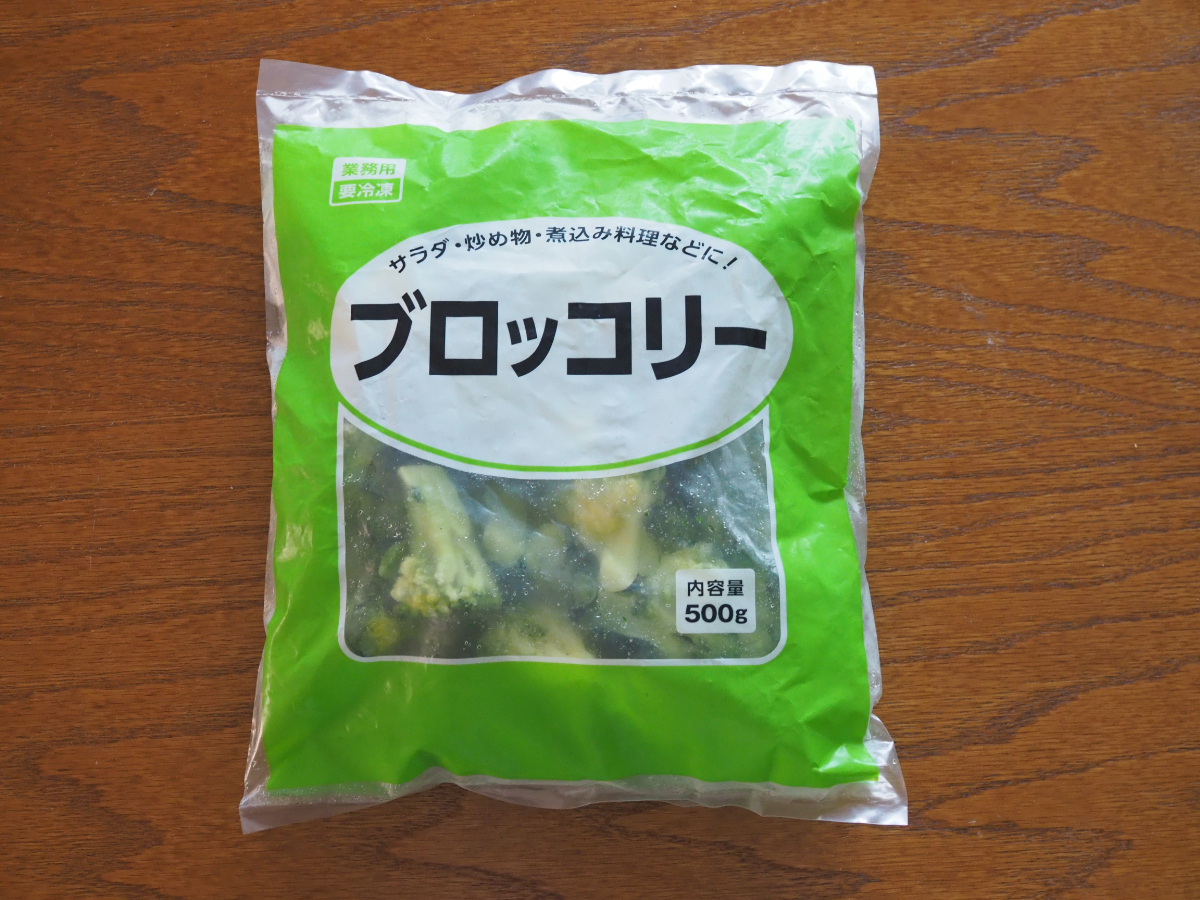 業務用
要冷凍
サラダ・炒め物・煮込み料理などに!
ブロッコリー
内容量
500g